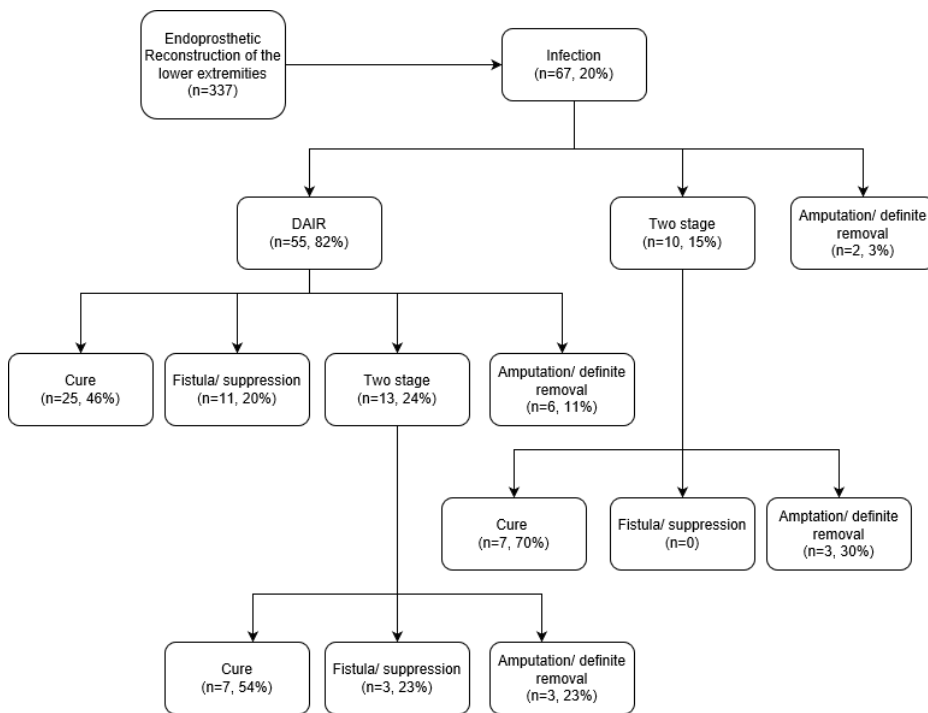 Endoprosthetic
Reconstruction of the
lower extremities
(n=337)
Infection
(n=67, 20%)
DAIR
(n=55, 82%)
Two stage
(n=10, 15%)
Amputation/ definite
removal
(n=2, 3%)
Cure
(n=25, 46%)
Fistula/ suppression
(n=11, 20%)
Two stage
(n=13, 24%)
Amputation/ definite
removal
(n=6, 11%)
Cure
(n=7, 70%)
Fistula/ suppression
(n=0)
Amptation/ definite
removal
(n=3, 30%)
Cure
(n=7, 54%)
Fistula/ suppression
(n=3, 23%)
Amputation/ definite
removal
(n=3, 23%)